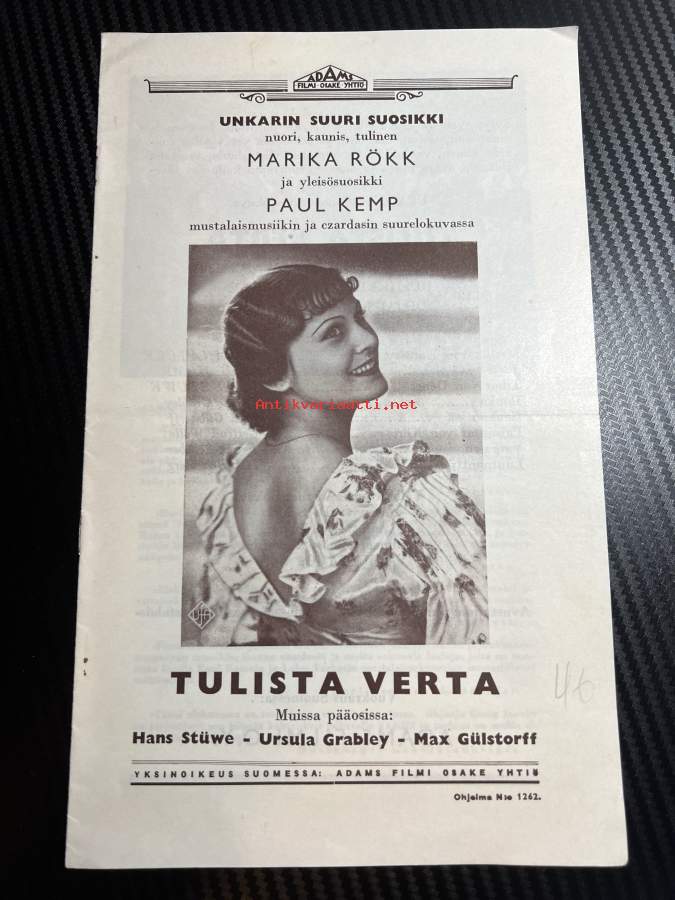 ADAMS
FILMI · OSAKE · YHTIÖ
UNKARIN SUURI SUOSIKKI
nuori, kaunis, tulinen
MARIKA RÖKK
ja yleisösuosikki
PAUL KEMP
mustalaismusiikin ja czardasin suurelokuvassa
Antikvariaatti.net
UFA
TULISTA VERTA
46
Muissa pääosissa:
Hans Stüwe - Ursula Grabley - Max Gülstorff
YKSINOIKEUS SUOMESSA: ADAMS FILMI OSAKE YHTIÖ
Ohjelma N:o 1262.